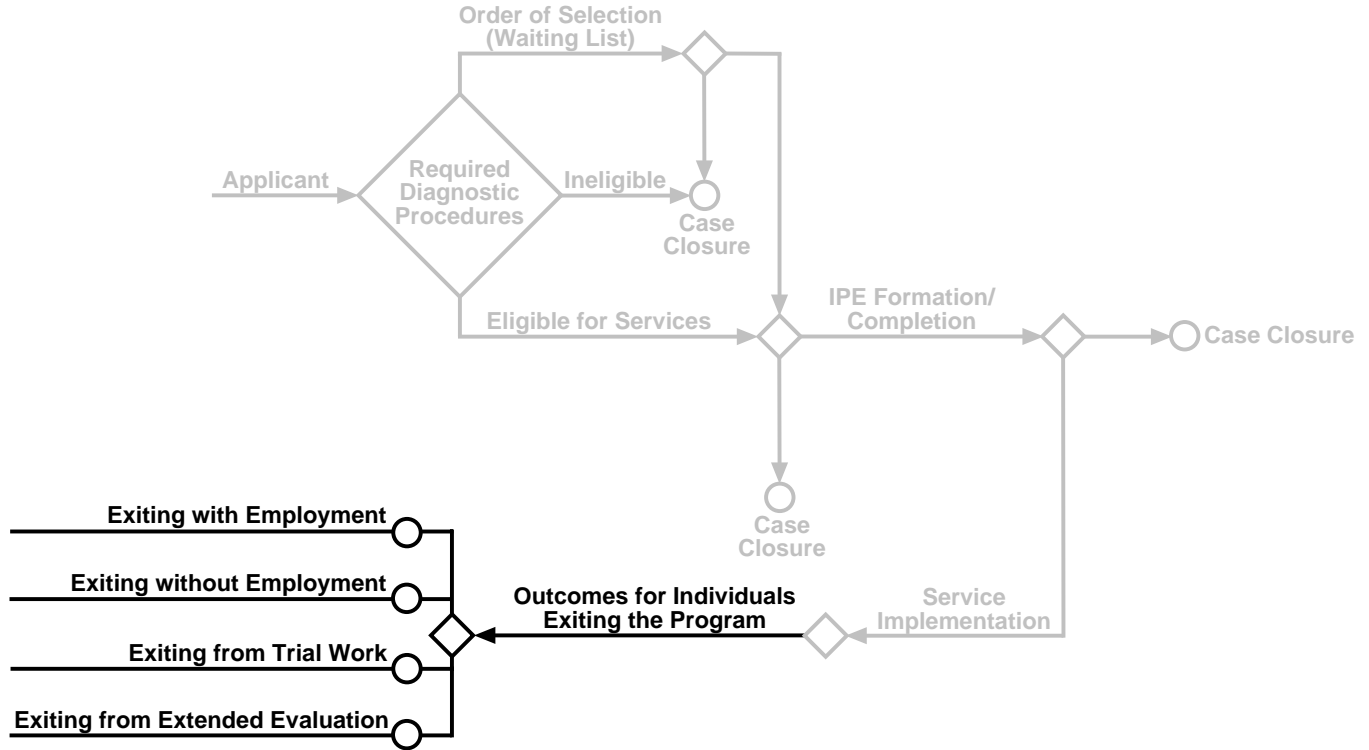 Order of Selection
(Waiting List)
Applicant
Required
Diagnostic
Procedures
Ineligible
Case
Closure
Eligible for Services
IPE Formation/
Completion
Case Closure
Case
Closure
Exiting with Employment
Exiting without Employment
Outcomes for Individuals
Exiting the Program
Service
Implementation
Exiting from Trial Work
Exiting from Extended Evaluation